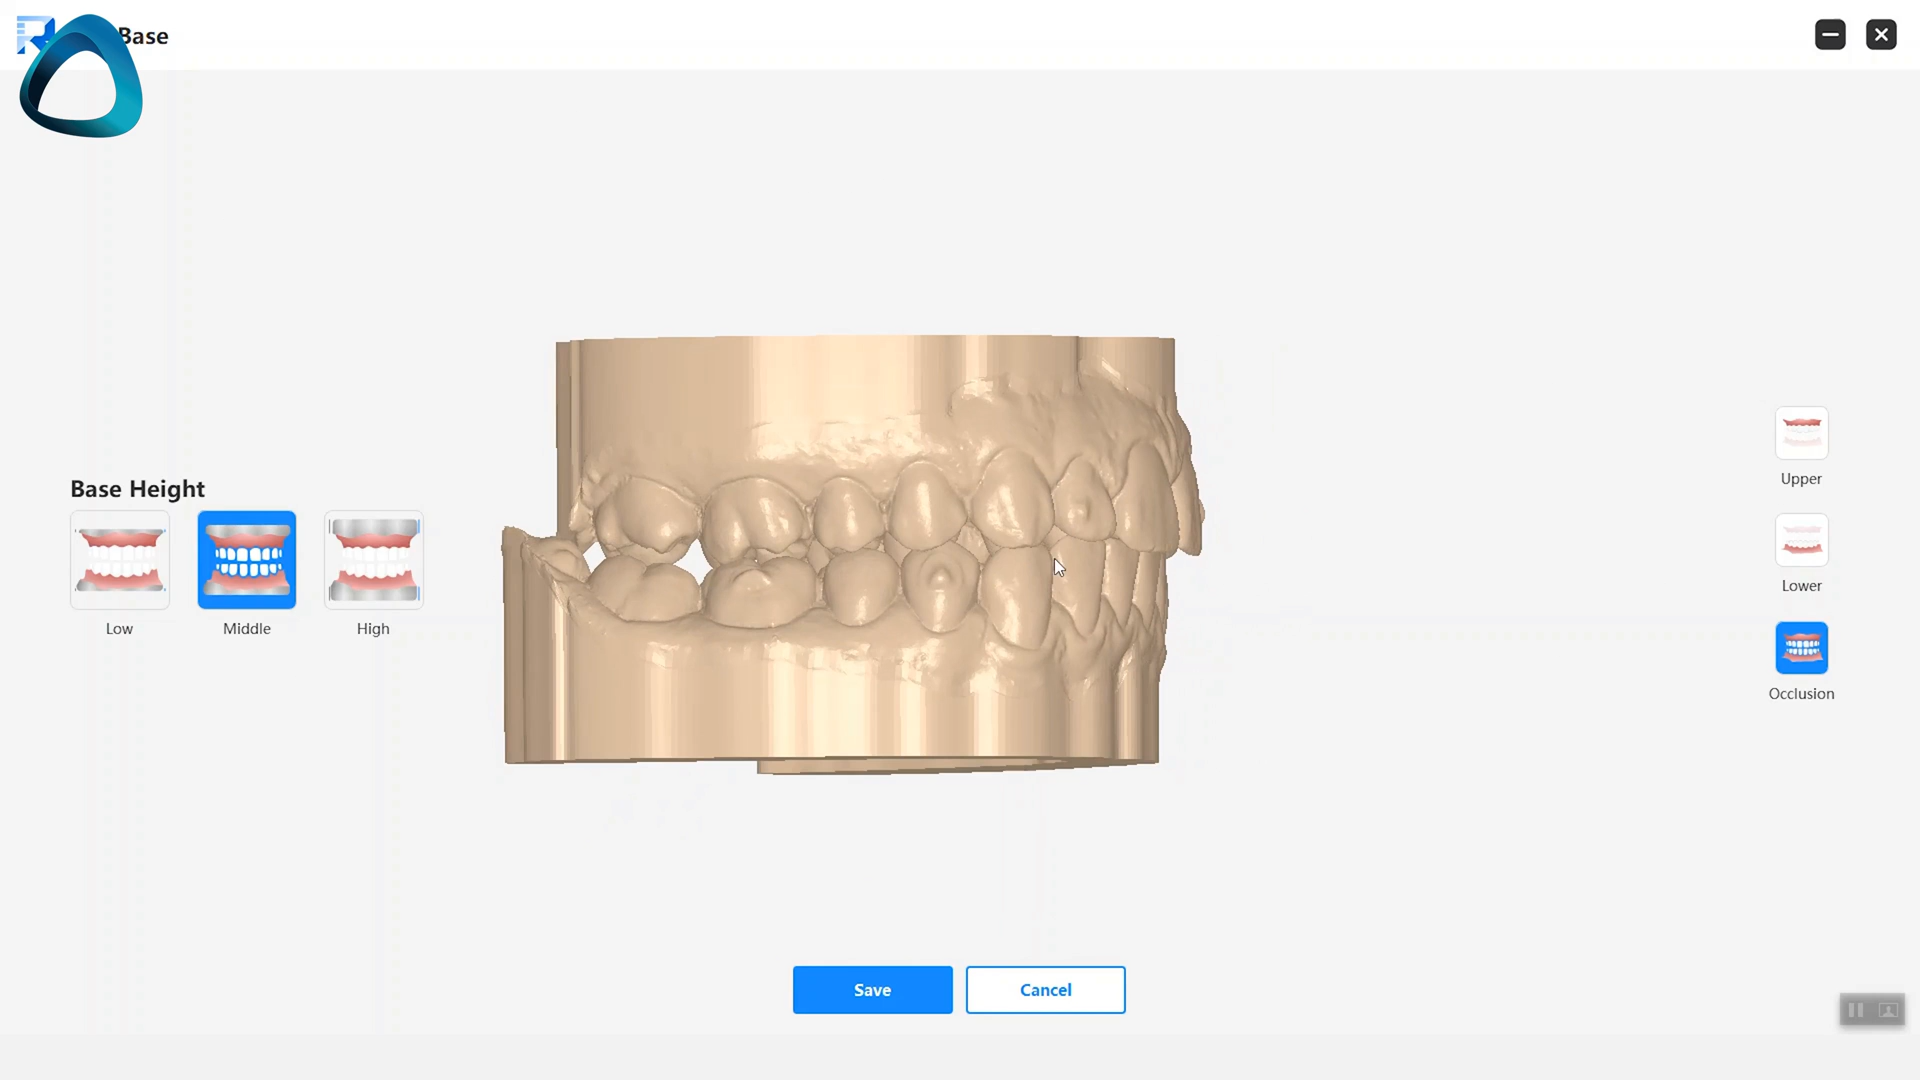 Base
Base Height
Low
Middle
High
Upper
Lower
Occlusion
Save
Cancel